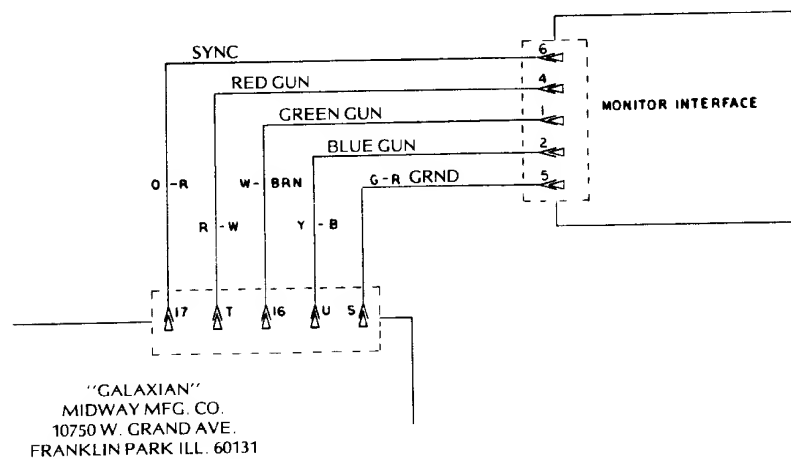 SYNC
6
RED GUN
4
GREEN GUN
1
MONITOR INTERFACE
BLUE GUN
2
G-R GRND
5
O-R
W-BRN
R-W
Y-B
17
T
16
U
S
"GALAXIAN"
MIDWAY MFG. CO.
10750 W. GRAND AVE.
FRANKLIN PARK ILL. 60131